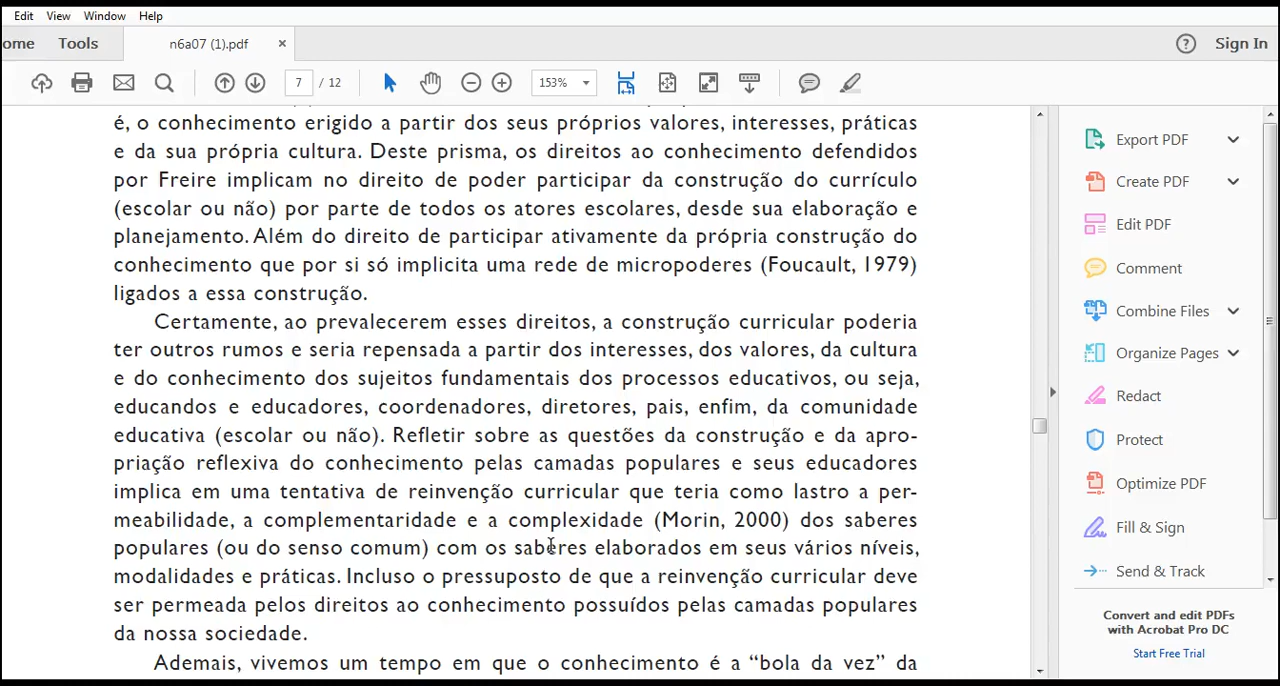 Edit View Window Help
ome Tools n6a07 (1).pdf × ? Sign In
7 / 12 153%
é, o conhecimento erigido a partir dos seus próprios valores, interesses, práticas
e da sua própria cultura. Deste prisma, os direitos ao conhecimento defendidos
por Freire implicam no direito de poder participar da construção do currículo
(escolar ou não) por parte de todos os atores escolares, desde sua elaboração e
planejamento. Além do direito de participar ativamente da própria construção do
conhecimento que por si só implicita uma rede de micropoderes (Foucault, 1979)
ligados a essa construção.
Certamente, ao prevalecerem esses direitos, a construção curricular poderia
ter outros rumos e seria repensada a partir dos interesses, dos valores, da cultura
e do conhecimento dos sujeitos fundamentais dos processos educativos, ou seja,
educandos e educadores, coordenadores, diretores, pais, enfim, da comunidade
educativa (escolar ou não). Refletir sobre as questões da construção e da apro-
priação reflexiva do conhecimento pelas camadas populares e seus educadores
implica em uma tentativa de reinvenção curricular que teria como lastro a per-
meabilidade, a complementaridade e a complexidade (Morin, 2000) dos saberes
populares (ou do senso comum) com os saberes elaborados em seus vários níveis,
modalidades e práticas. Incluso o pressuposto de que a reinvenção curricular deve
ser permeada pelos direitos ao conhecimento possuídos pelas camadas populares
da nossa sociedade.
Ademais, vivemos um tempo em que o conhecimento é a “bola da vez” da
Export PDF
Create PDF
Edit PDF
Comment
Combine Files
Organize Pages
Redact
Protect
Optimize PDF
Fill & Sign
Send & Track
Convert and edit PDFs
with Acrobat Pro DC
Start Free Trial